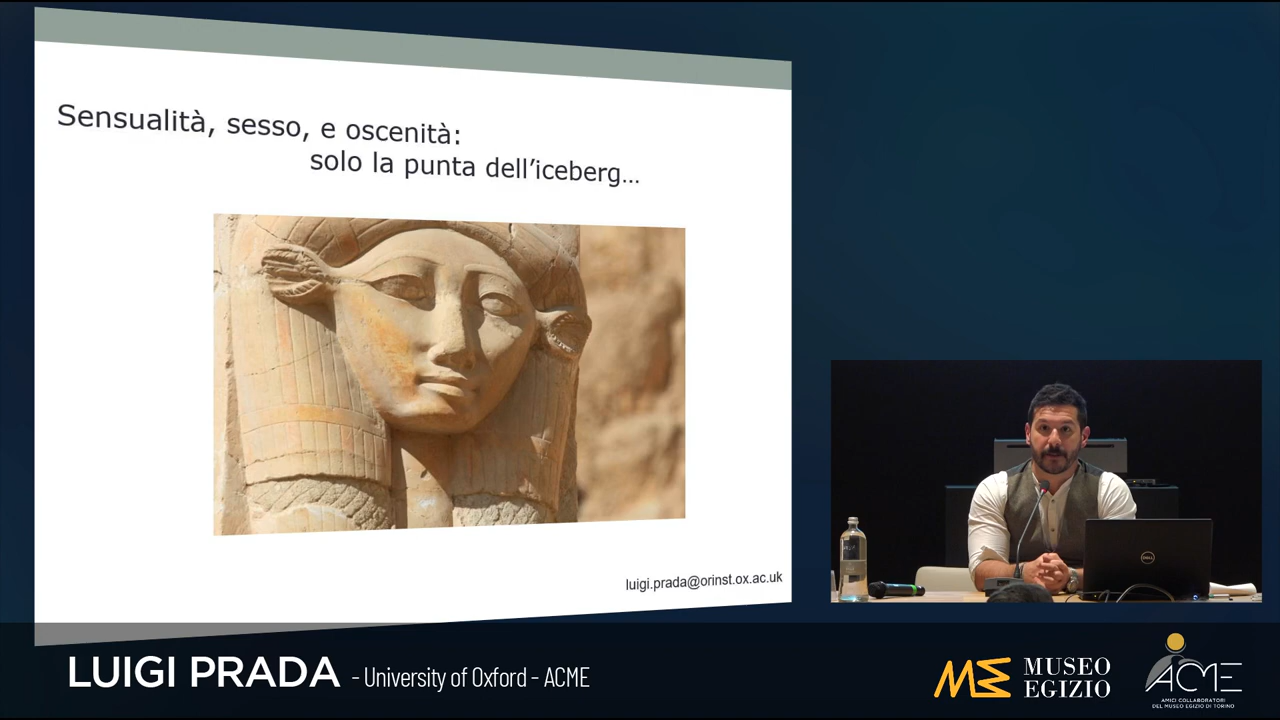 Sensualità, sesso, e oscenità:
solo la punta dell’iceberg…
luigi.prada@orinst.ox.ac.uk
DELL
LUIGI PRADA - University of Oxford - ACME
MUSEO
EGIZIO
ACME
AMICI COLLABORATORI
DEL MUSEO EGIZIO DI TORINO